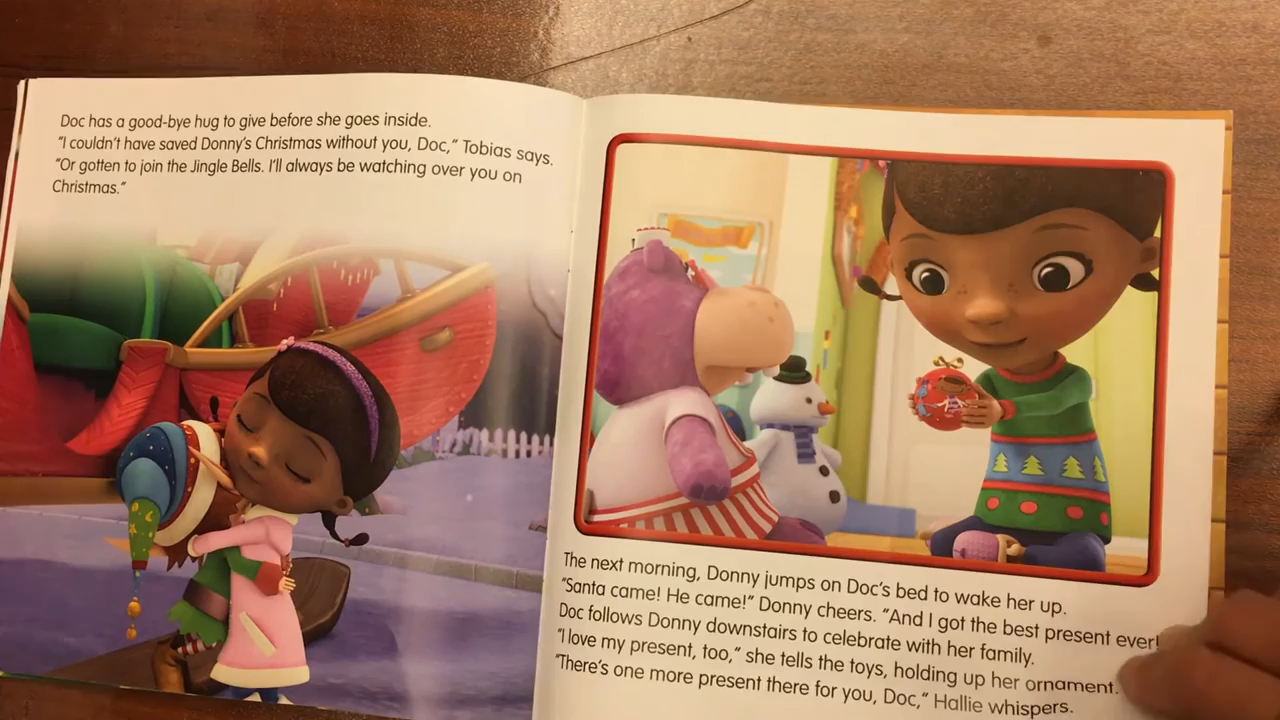 Doc has a good-bye hug to give before she goes inside.
"I couldn't have saved Donny's Christmas without you, Doc," Tobias says.
"Or gotten to join the Jingle Bells. I'll always be watching over you on
Christmas."
The next morning, Donny jumps on Doc's bed to wake her up.
"Santa came! He came!" Donny cheers. "And I got the best present ever!
Doc follows Donny downstairs to celebrate with her family.
"I love my present, too," she tells the toys, holding up her ornament.
"There's one more present there for you, Doc," Hallie whispers.